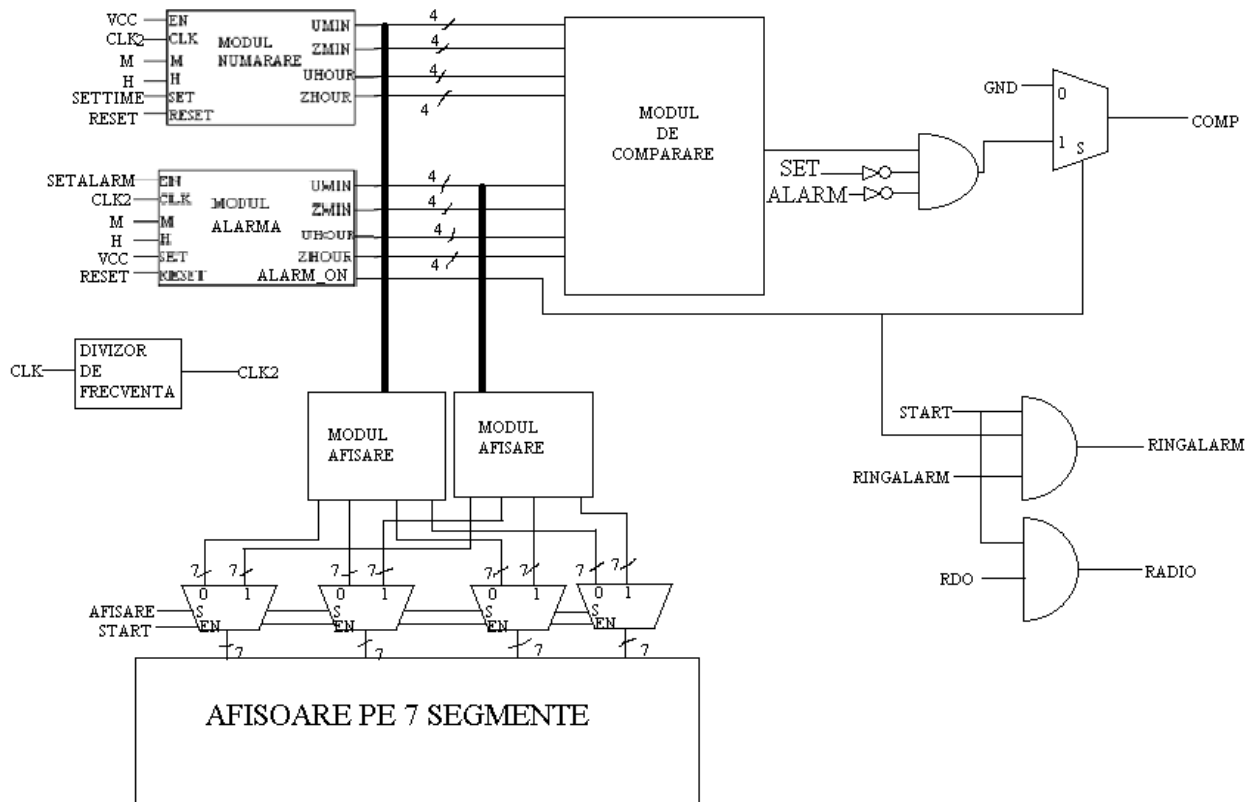 VCC
CLK2
M
H
SETTIME
RESET
EN
CLK
M
H
SET
RESET
MODUL
NUMARARE
UMIN
ZMIN
UHOUR
ZHOUR
4
4
4
4
SETALARM
CLK2
M
H
VCC
RESET
EN
CLK
M
H
SET
RESET
MODUL
ALARMA
UMIN
ZMIN
UHOUR
ZHOUR
ALARM_ON
4
4
4
4
MODUL
DE
COMPARARE
SET
ALARM
GND
0
1
S
COMP
CLK
DIVIZOR
DE
FRECVENTA
CLK2
MODUL
AFISARE
MODUL
AFISARE
START
RINGALARM
RINGALARM
RDO
RADIO
7
7
7
7
7
7
7
7
0 1
0 1
0 1
0 1
AFISARE
START
S
EN
S
EN
S
EN
S
EN
7
7
7
7
AFISOARE PE 7 SEGMENTE